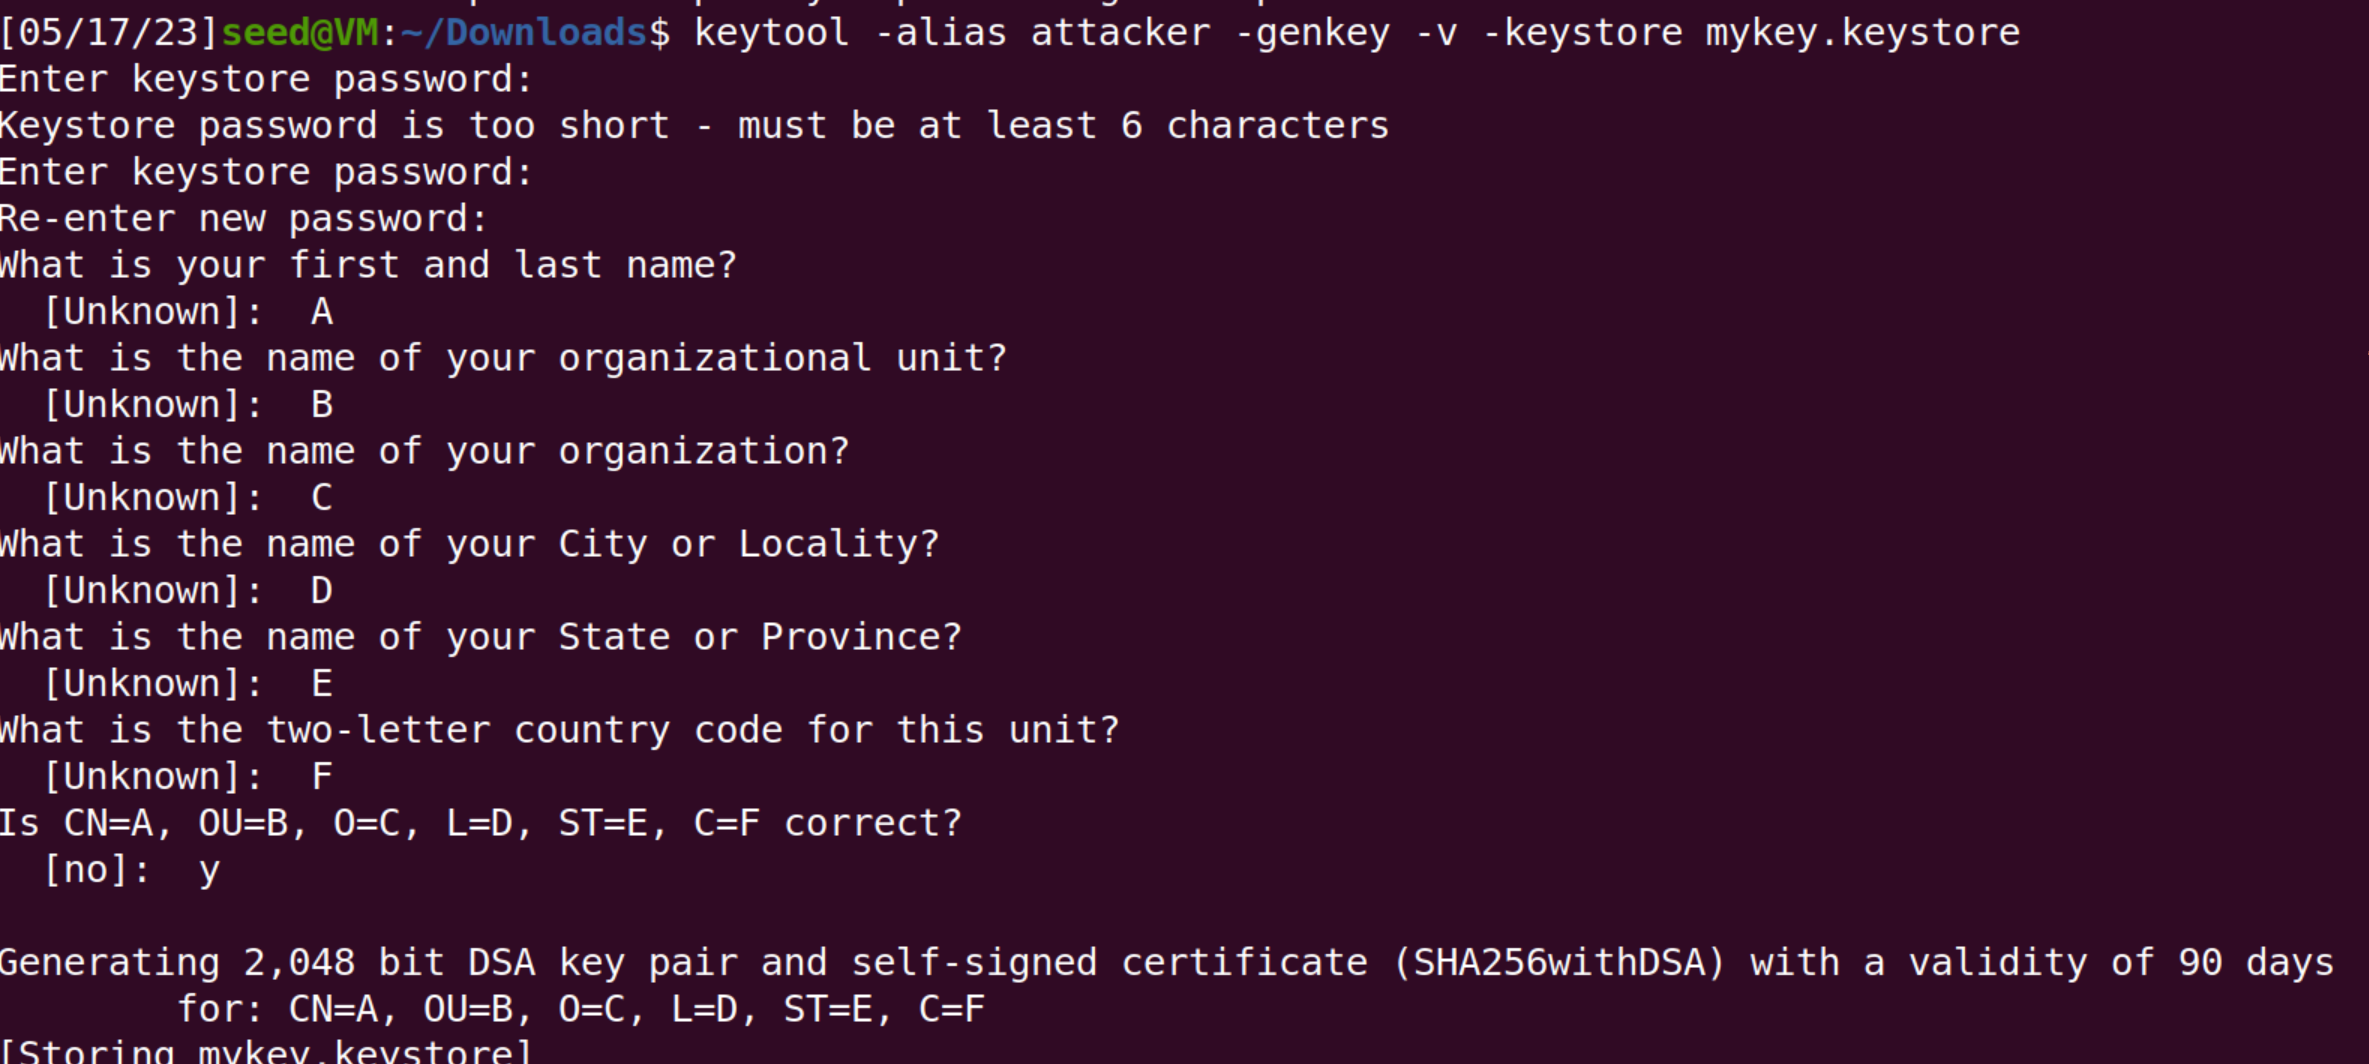 [05/17/23]seed@VM:~/Downloads$ keytool -alias attacker -genkey -v -keystore mykey.keystore
Enter keystore password:
Keystore password is too short - must be at least 6 characters
Enter keystore password:
Re-enter new password:
What is your first and last name?
  [Unknown]:  A
What is the name of your organizational unit?
  [Unknown]:  B
What is the name of your organization?
  [Unknown]:  C
What is the name of your City or Locality?
  [Unknown]:  D
What is the name of your State or Province?
  [Unknown]:  E
What is the two-letter country code for this unit?
  [Unknown]:  F
Is CN=A, OU=B, O=C, L=D, ST=E, C=F correct?
  [no]:  y
Generating 2,048 bit DSA key pair and self-signed certificate (SHA256withDSA) with a validity of 90 days
        for: CN=A, OU=B, O=C, L=D, ST=E, C=F
[Storing mykey.keystore]